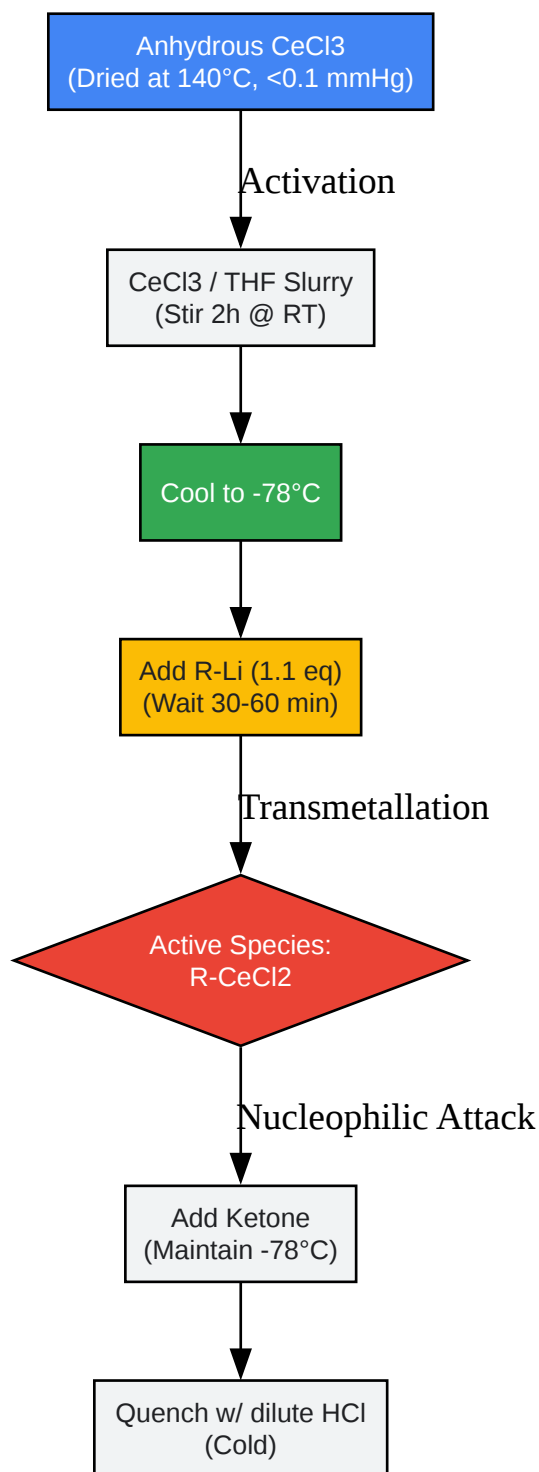 Anhydrous CeCl3
(Dried at 140°C, <0.1 mmHg)
Activation
CeCl3 / THF Slurry
(Stir 2h @ RT)
Cool to -78°C
Add R-Li (1.1 eq)
(Wait 30-60 min)
Transmetallation
Active Species:
R-CeCl2
Nucleophilic Attack
Add Ketone
(Maintain -78°C)
Quench w/ dilute HCl
(Cold)